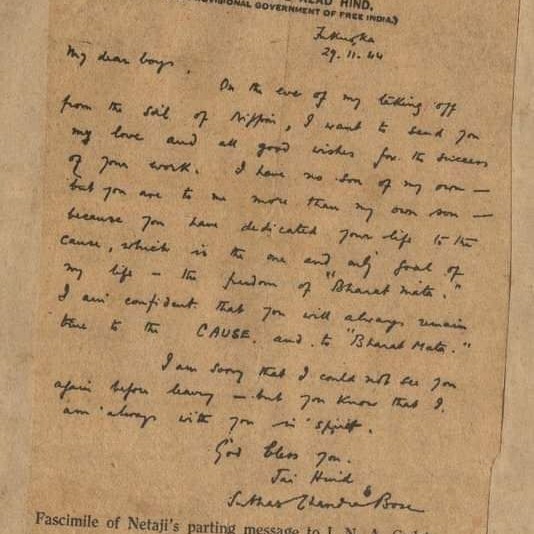 AZAD HIND.
PROVISIONAL GOVERNMENT OF FREE INDIA)
Fukuoka
29.11.44
My dear boys,
On the eve of my taking off
from the soil of Nippon, I want to send you
my love and all good wishes for the success
of your work. I have no son of my own —
but you are to me more than my own son —
because you have dedicated your life to the
cause, which is the one and only goal of
my life — the freedom of "Bharat Mata."
I am confident that you will always remain
true to the CAUSE. and to "Bharat Mata."
I am sorry that I could not see you
again before leaving — but you know that I
am always with you in spirit.
God bless you.
Jai Hind
Subhas Chandra Bose
Fascimile of Netaji's parting message to I. N. A.